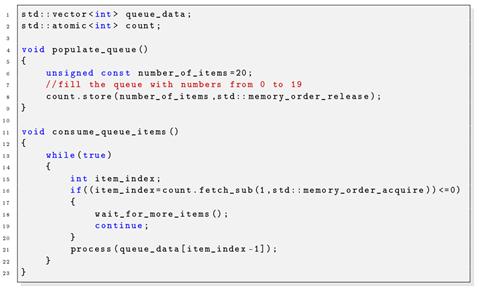 1 std::vector<int> queue_data;
2 std::atomic<int> count;
3
4 void populate_queue()
5 {
6     unsigned const number_of_items=20;
7     //fill the queue with numbers from 0 to 19
8     count.store(number_of_items,std::memory_order_release);
9 }
10
11 void consume_queue_items()
12 {
13     while(true)
14     {
15         int item_index;
16         if((item_index=count.fetch_sub(1,std::memory_order_acquire))<=0)
17         {
18             wait_for_more_items();
19             continue;
20         }
21         process(queue_data[item_index-1]);
22     }
23 }